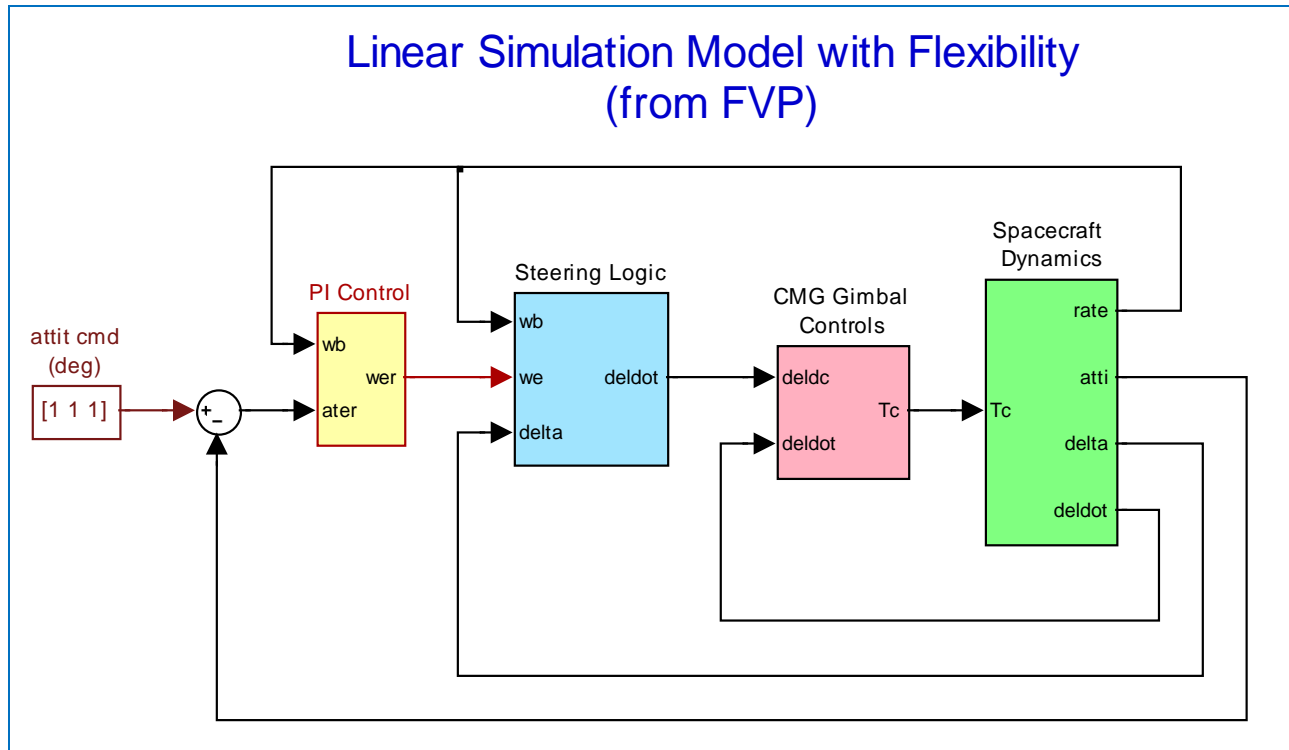 Linear Simulation Model with Flexibility
(from FVP)
attit cmd
(deg)
[1 1 1]
+
−
PI Control
wb
ater
wer
Steering Logic
wb
we
delta
deldot
CMG Gimbal
Controls
deldc
deldot
Tc
Spacecraft
Dynamics
Tc
rate
atti
delta
deldot